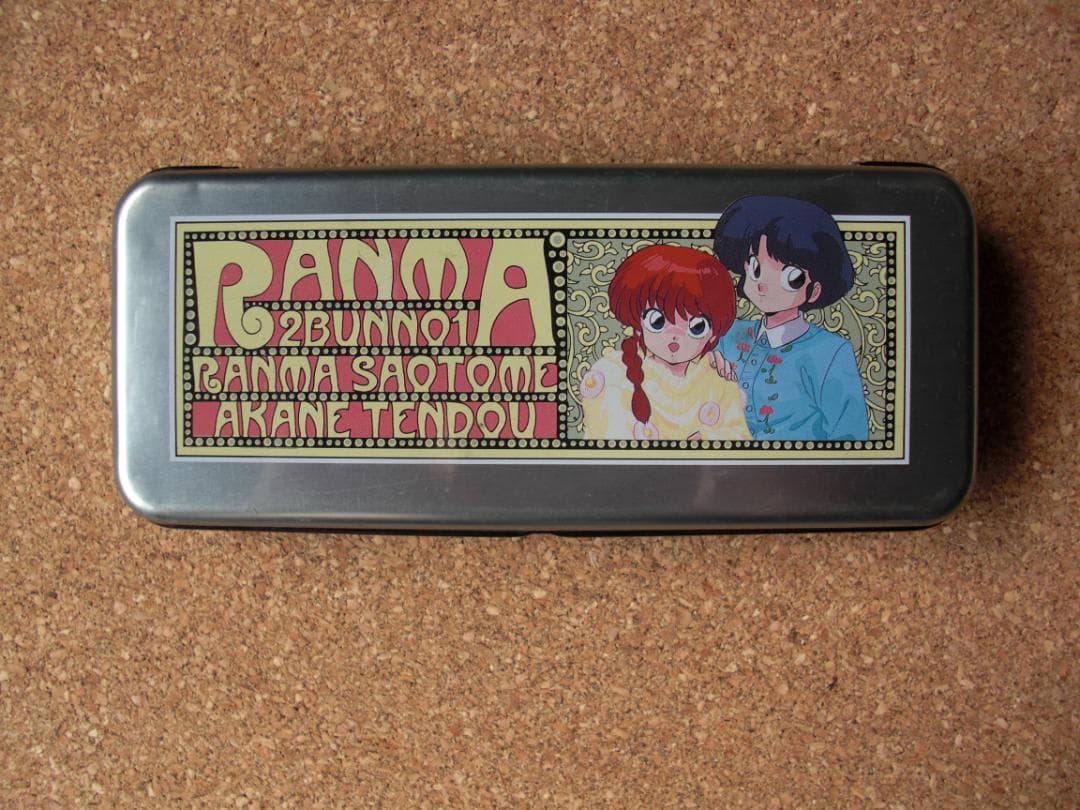 RANMA
2BUNNO1
RANMA SAOTOME
AKANE TENDOU